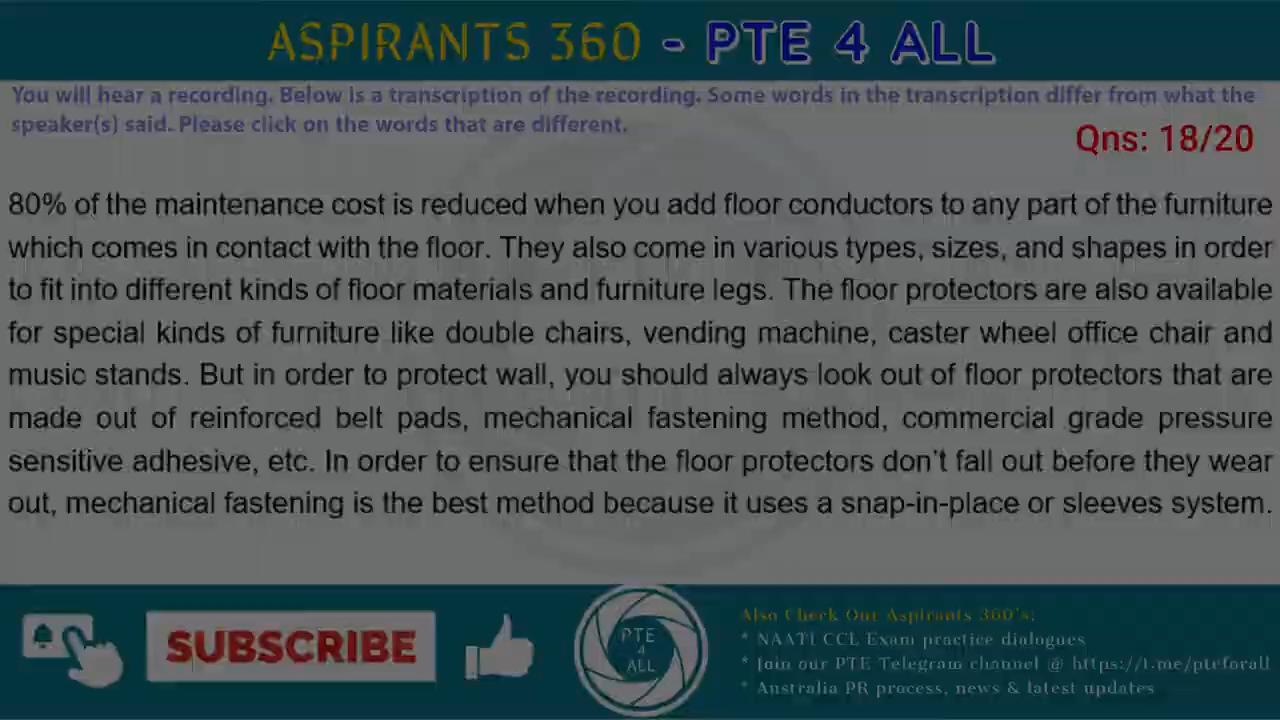 ASPIRANTS 360 - PTE 4 ALL
You will hear a recording. Below is a transcription of the recording. Some words in the transcription differ from what the
speaker(s) said. Please click on the words that are different.
Qns: 18/20
80% of the maintenance cost is reduced when you add floor conductors to any part of the furniture
which comes in contact with the floor. They also come in various types, sizes, and shapes in order
to fit into different kinds of floor materials and furniture legs. The floor protectors are also available
for special kinds of furniture like double chairs, vending machine, caster wheel office chair and
music stands. But in order to protect wall, you should always look out of floor protectors that are
made out of reinforced belt pads, mechanical fastening method, commercial grade pressure
sensitive adhesive, etc. In order to ensure that the floor protectors don't fall out before they wear
out, mechanical fastening is the best method because it uses a snap-in-place or sleeves system.
SUBSCRIBE
PTE
4
ALL
Also Check Our Aspirants 360's:
* NAATI CCL Exam practice dialogues
* Join our PTE Telegram channel @ https://t.me/pteforall
* Australia PR process, news & latest updates